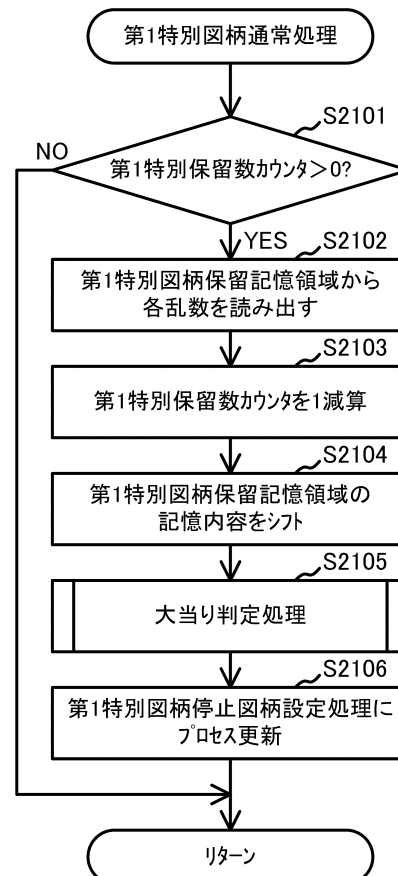 第1特別図柄通常処理
S2101
NO
第1特別保留数カウンタ＞0?
YES
S2102
第1特別図柄保留記憶領域から
各乱数を読み出す
S2103
第1特別保留数カウンタを1減算
S2104
第1特別図柄保留記憶領域の
記憶内容をシフト
S2105
大当り判定処理
S2106
第1特別図柄停止図柄設定処理に
プロセス更新
リターン